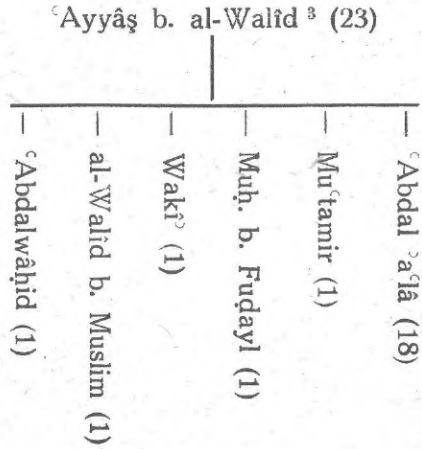 ʿAyyâş b. al-Walîd ³ (23)
— ʿAbdalwâḥid (1)
— al-Walîd b. Muslim (1)
— Wakîʾ (1)
— Muḥ. b. Fuḍayl (1)
— Muʿtamir (1)
— ʿAbdal ʾaʿlâ (18)